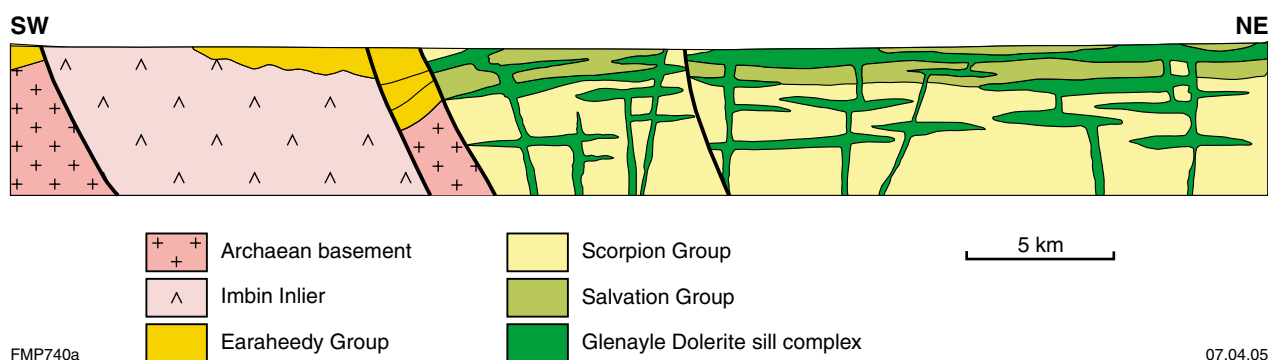 SW NE
Archaean basement
Imbin Inlier
Earaheedy Group
Scorpion Group
Salvation Group
Glenayle Dolerite sill complex
5 km
FMP740a
07.04.05